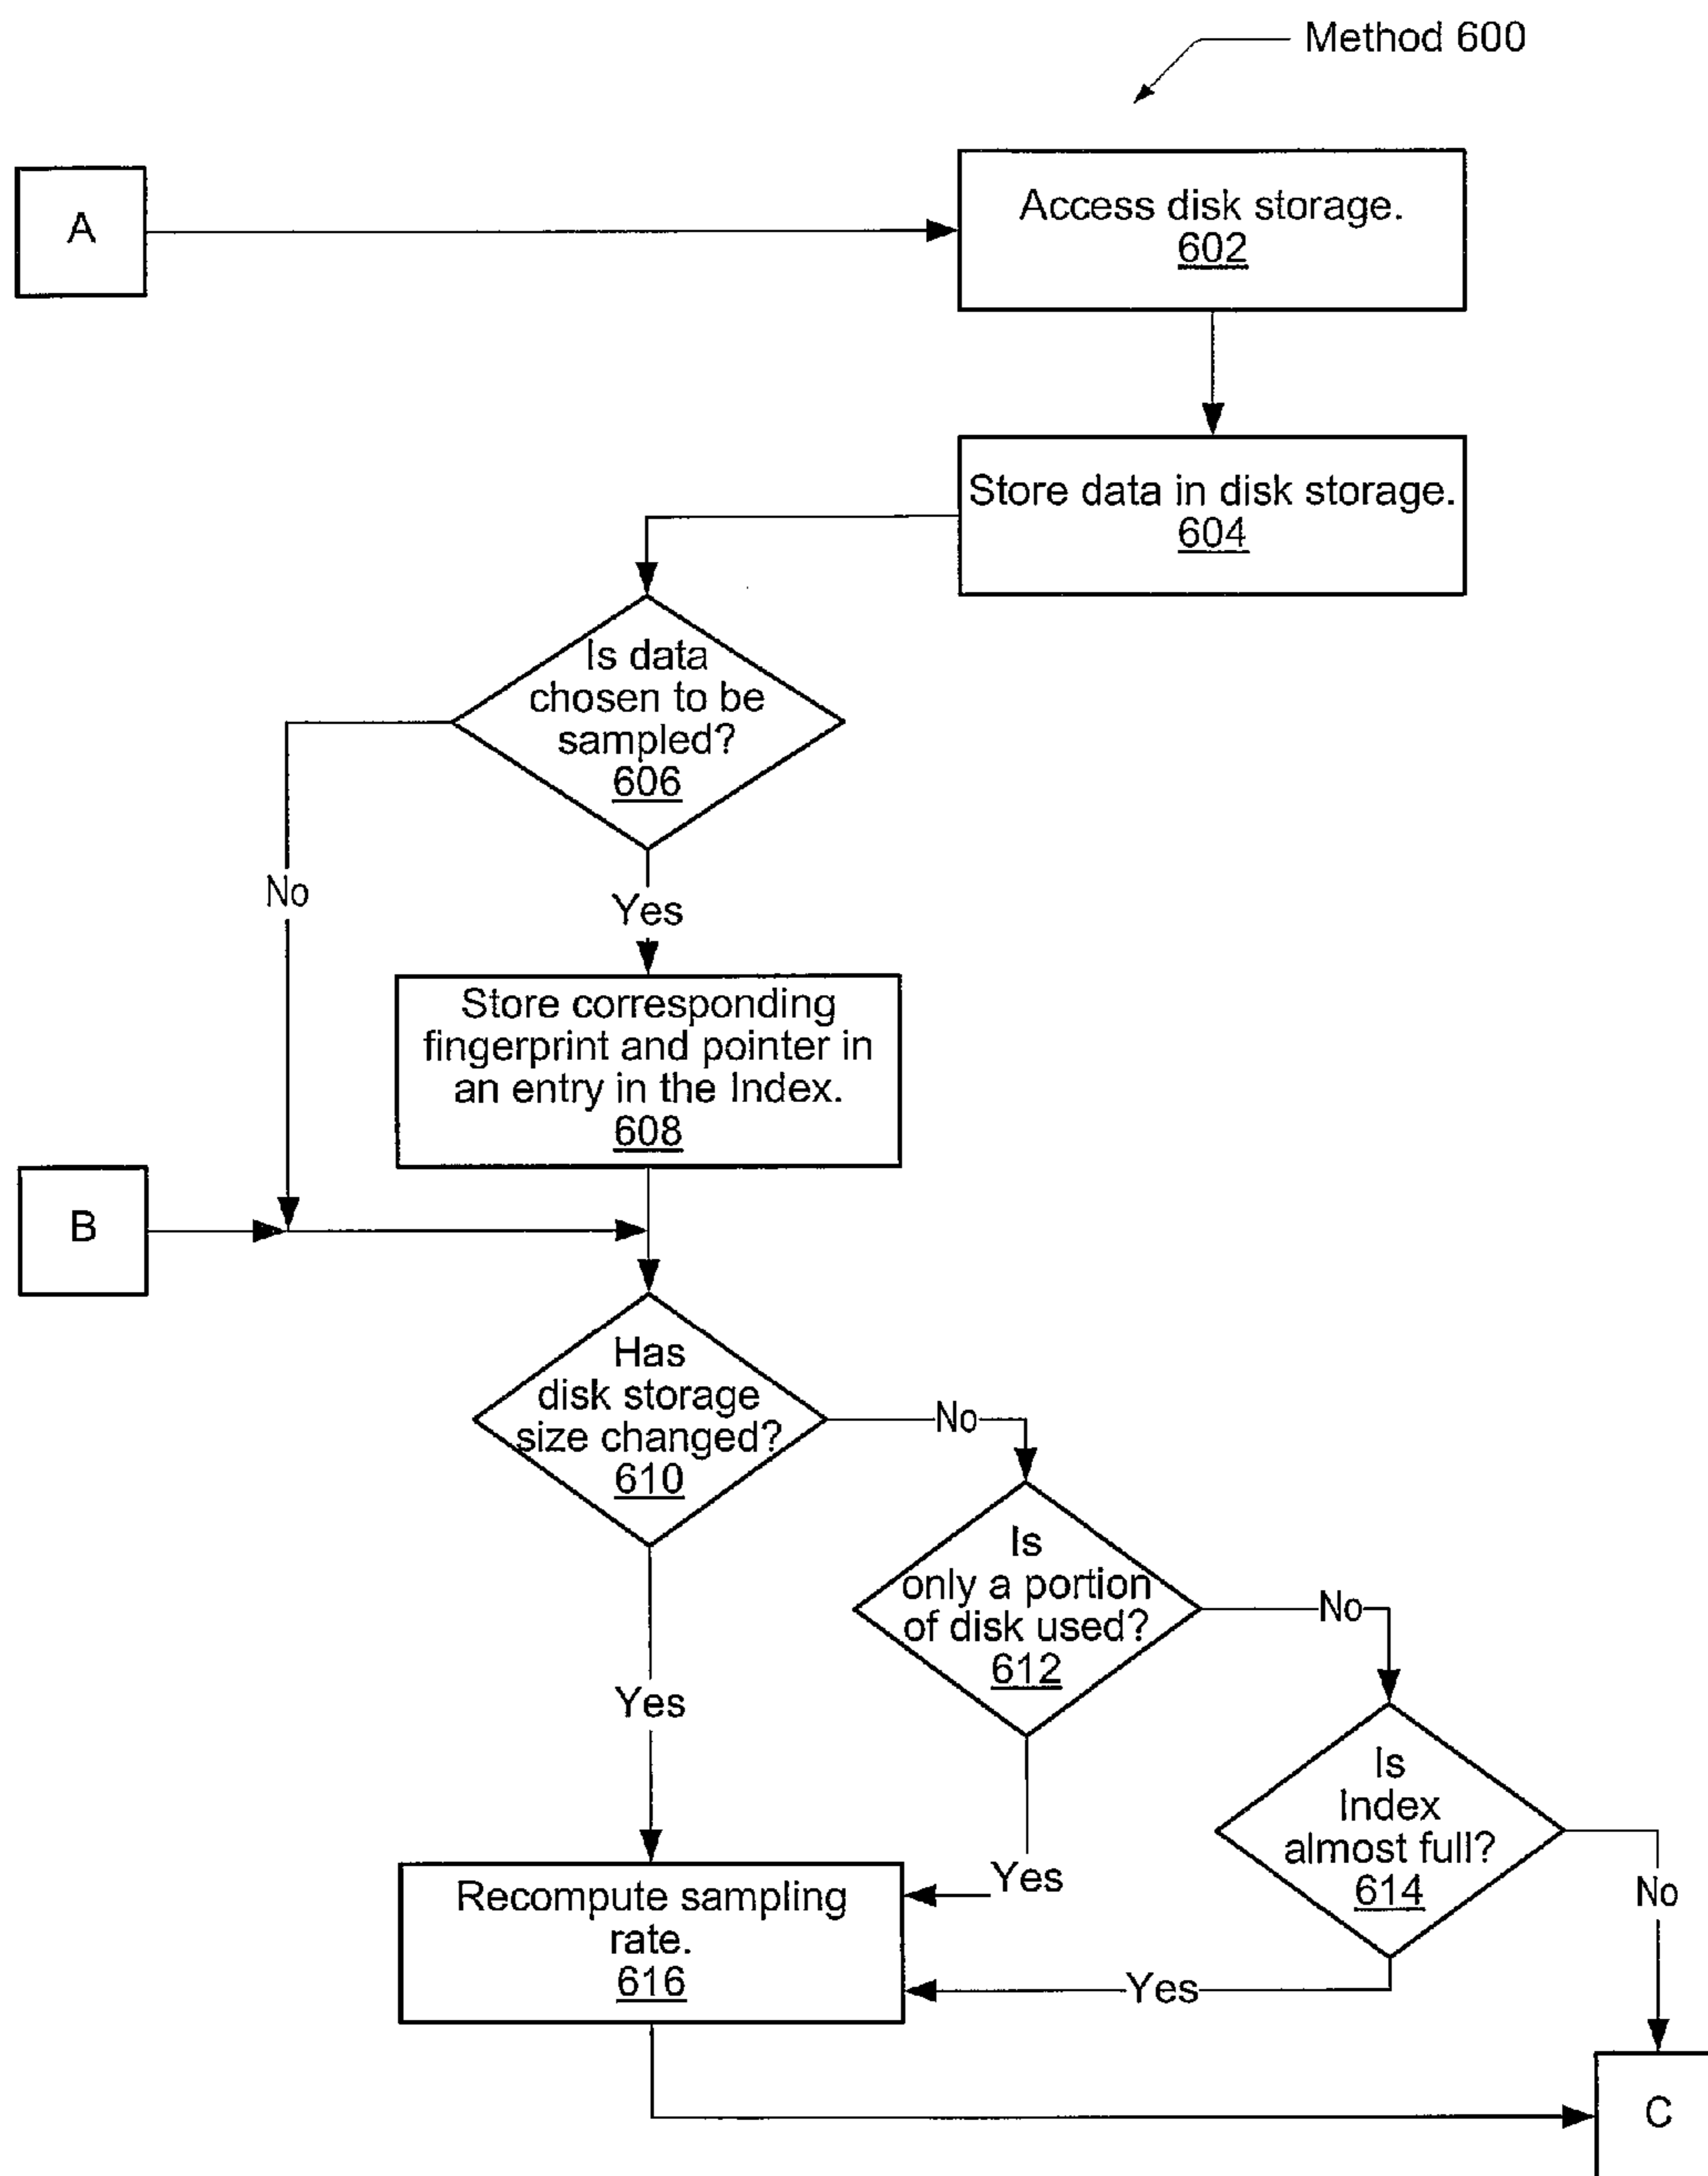 Method 600
A
Access disk storage.
602
Store data in disk storage.
604
Is data
chosen to be
sampled?
606
No
Yes
Store corresponding
fingerprint and pointer in
an entry in the Index.
608
B
Has
disk storage
size changed?
610
No
Is
only a portion
of disk used?
612
No
Yes
Is
Index
almost full?
614
Yes
No
Recompute sampling
rate.
616
Yes
C